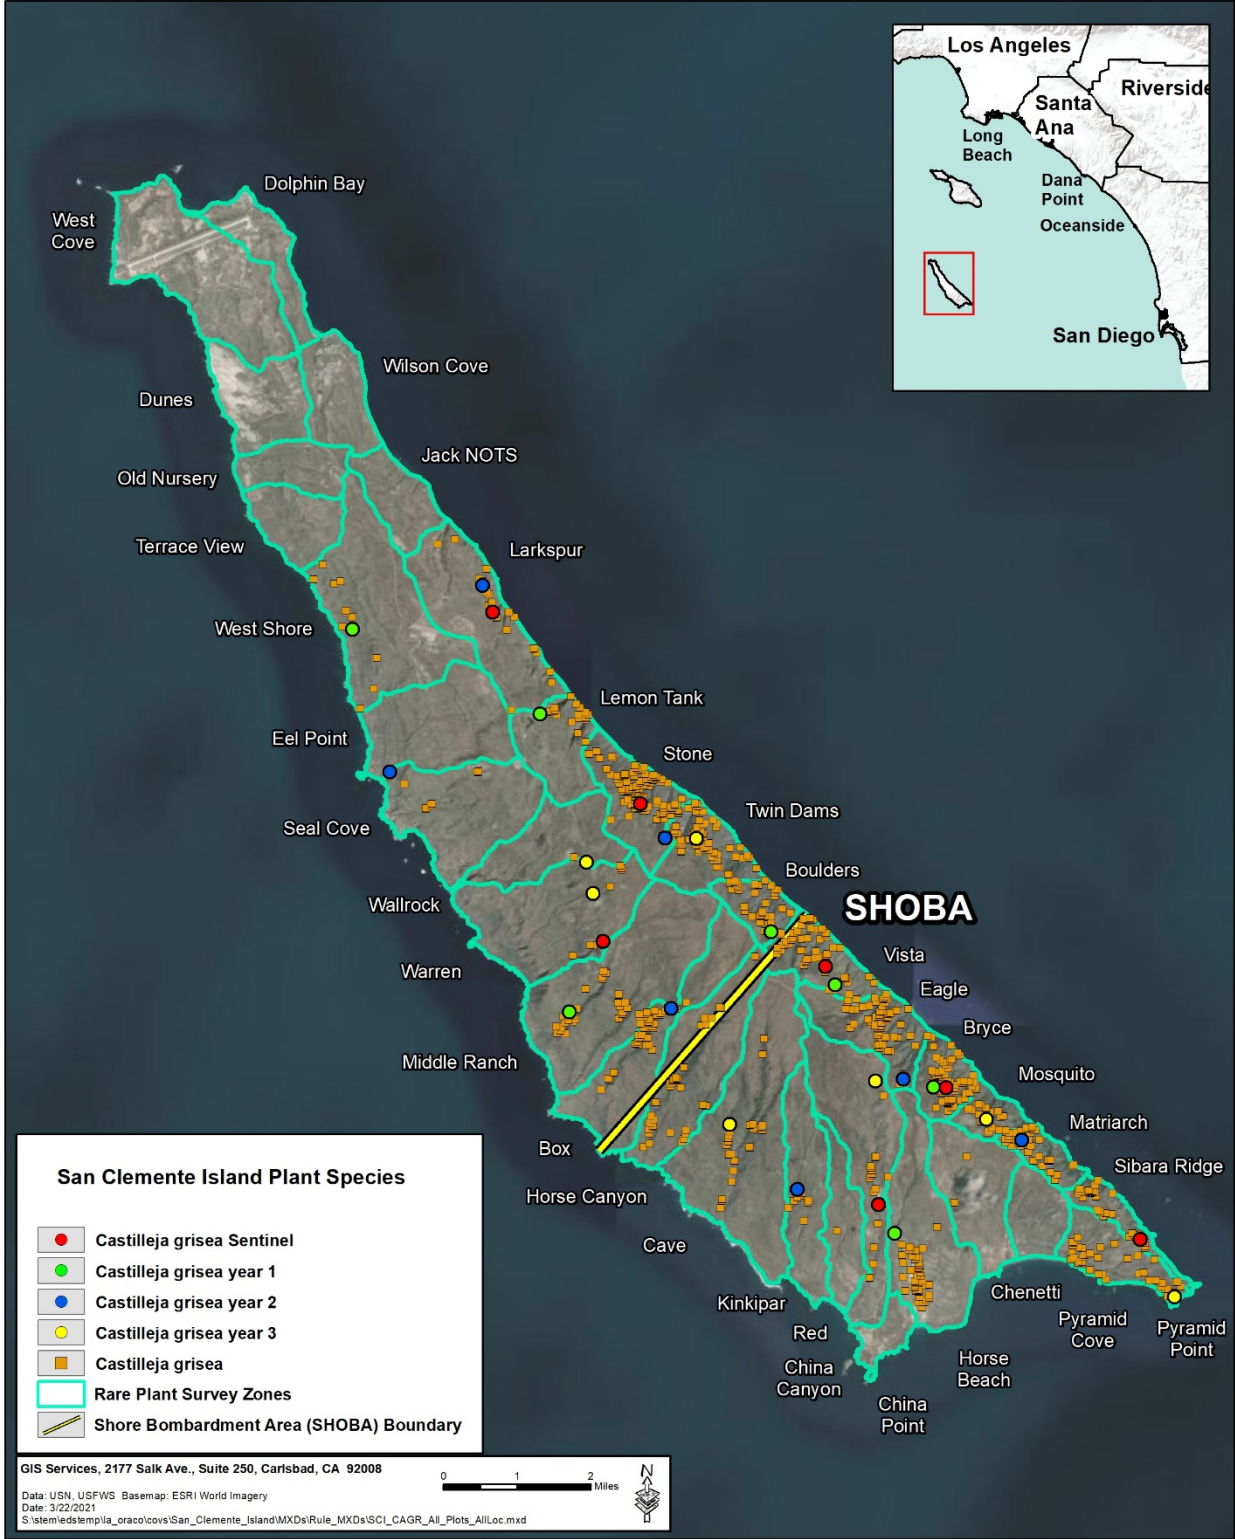 Los Angeles
Riverside
Santa
Ana
Long
Beach
Dana
Point
Oceanside
San Diego
Dolphin Bay
West
Cove
Wilson Cove
Dunes
Jack NOTS
Old Nursery
Terrace View
Larkspur
West Shore
Lemon Tank
Eel Point
Stone
Twin Dams
Seal Cove
Boulders
Wallrock
SHOBA
Warren
Vista
Eagle
Bryce
Middle Ranch
Mosquito
Matriarch
Box
Sibara Ridge
Horse Canyon
Cave
Kinkipar
Chenetti
Red
Pyramid
Cove
Pyramid
Point
China
Canyon
Horse
Beach
China
Point
San Clemente Island Plant Species
Castilleja grisea Sentinel
Castilleja grisea year 1
Castilleja grisea year 2
Castilleja grisea year 3
Castilleja grisea
Rare Plant Survey Zones
Shore Bombardment Area (SHOBA) Boundary
GIS Services, 2177 Salk Ave., Suite 250, Carlsbad, CA 92008
0 1 2
Miles
N
Data: USN, USFWS Basemap: ESRI World Imagery
Date: 3/22/2021
S:\stem\edstemp\la_oraco\covs\San_Clemente_Island\MXDs\Rule_MXDs\SCI_CAGR_All_Plots_AllLoc.mxd